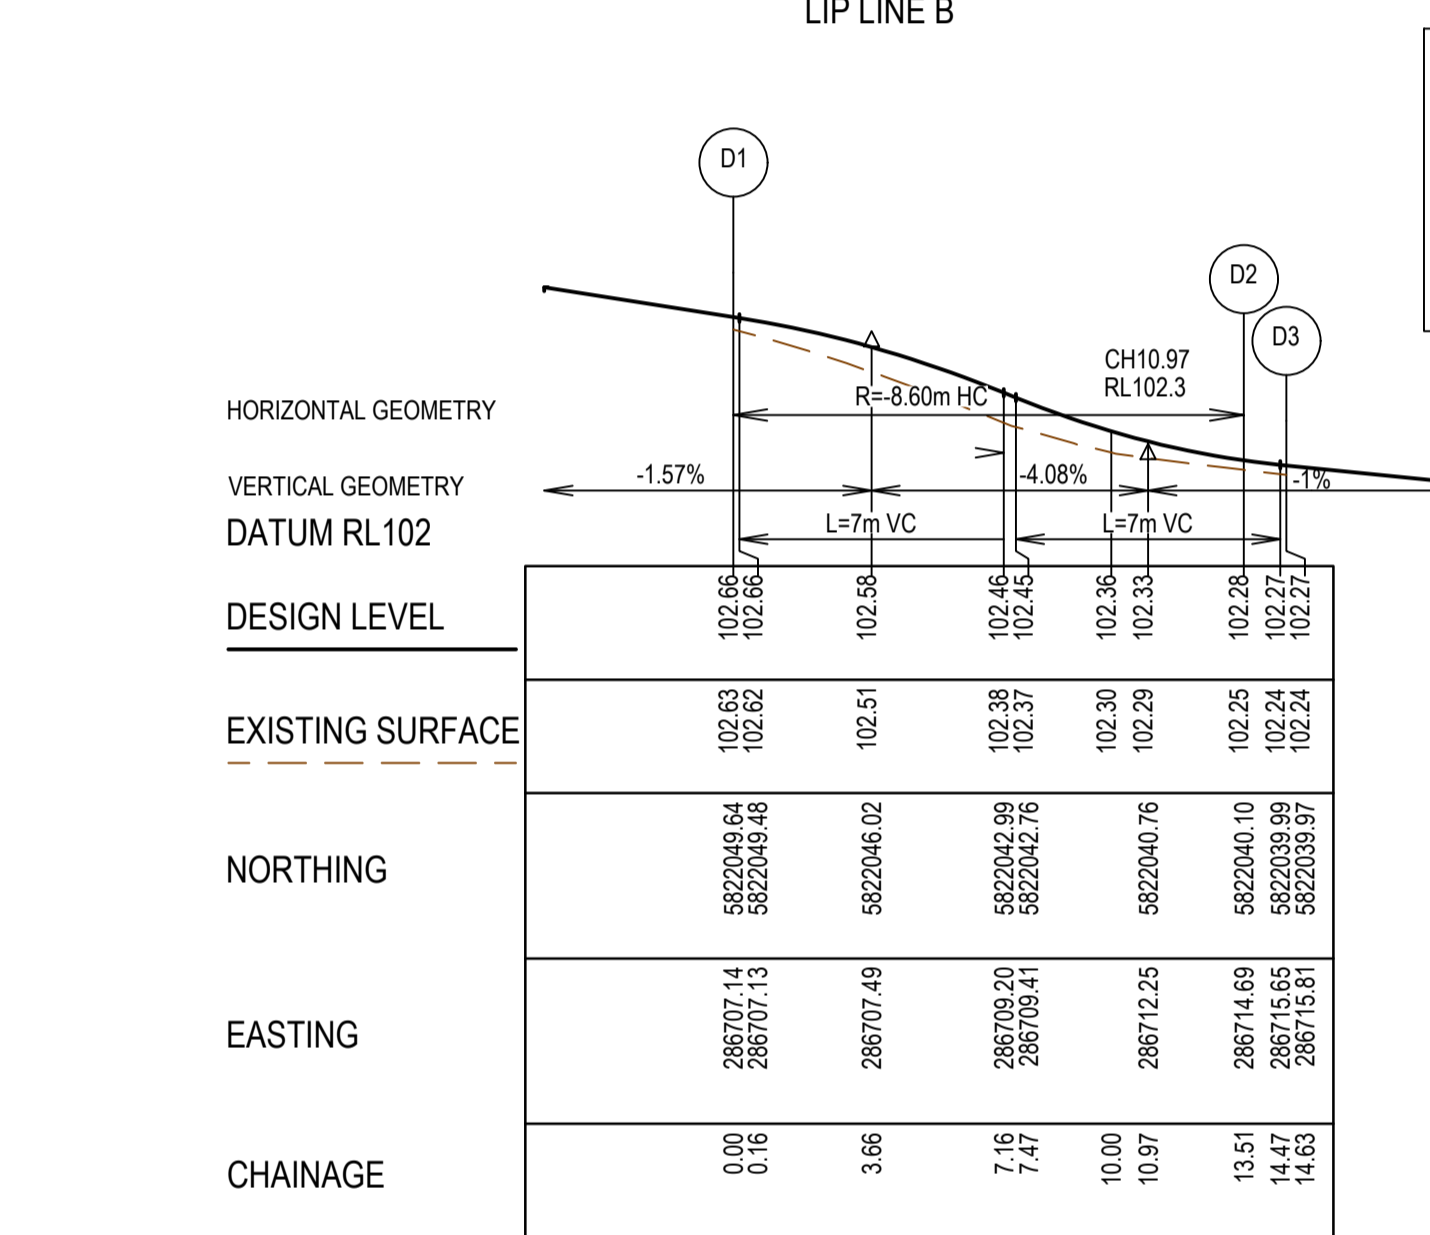 LIP LINE B
D1
D2
D3
CH10.97
RL102.3
HORIZONTAL GEOMETRY
R=-8.60m HC
VERTICAL GEOMETRY
-1.57%
-4.08%
-1%
DATUM RL102
L=7m VC
L=7m VC
DESIGN LEVEL
102.66 102.66 102.58 102.46 102.45 102.36 102.33 102.28 102.27 102.27
EXISTING SURFACE
102.63 102.62 102.51 102.38 102.37 102.30 102.29 102.25 102.24 102.24
NORTHING
5822049.64 5822049.48 5822046.02 5822042.99 5822042.76 5822040.76 5822040.10 5822039.99 5822039.97
EASTING
286707.14 286707.13 286707.49 286709.20 286709.41 286712.25 286714.69 286715.65 286715.81
CHAINAGE
0.00 0.16 3.66 7.16 7.47 10.00 10.97 13.51 14.47 14.63